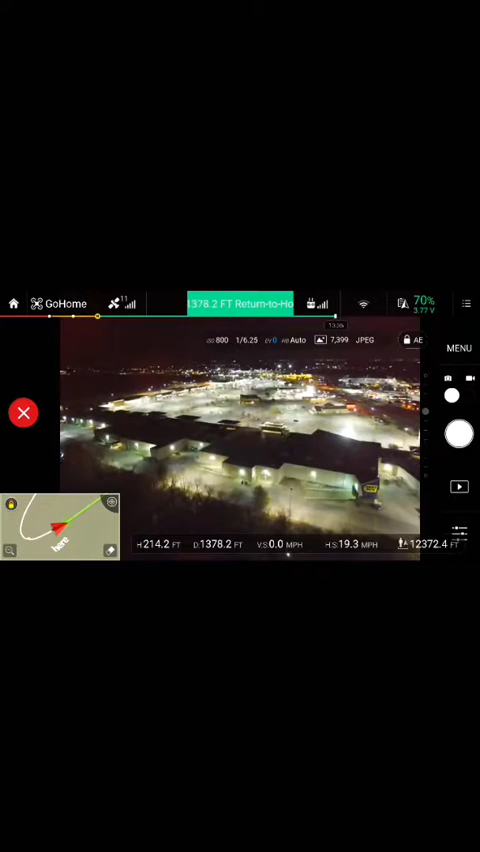 GoHome
11
1378.2 FT Return-to-Ho
70%
3.77 V
ISO 800 1/6.25 EV 0 WB Auto 7,399 JPEG AE
MENU
here
H:214.2 FT D:1378.2 FT V.S:0.0 MPH H.S:19.3 MPH 12372.4 FT